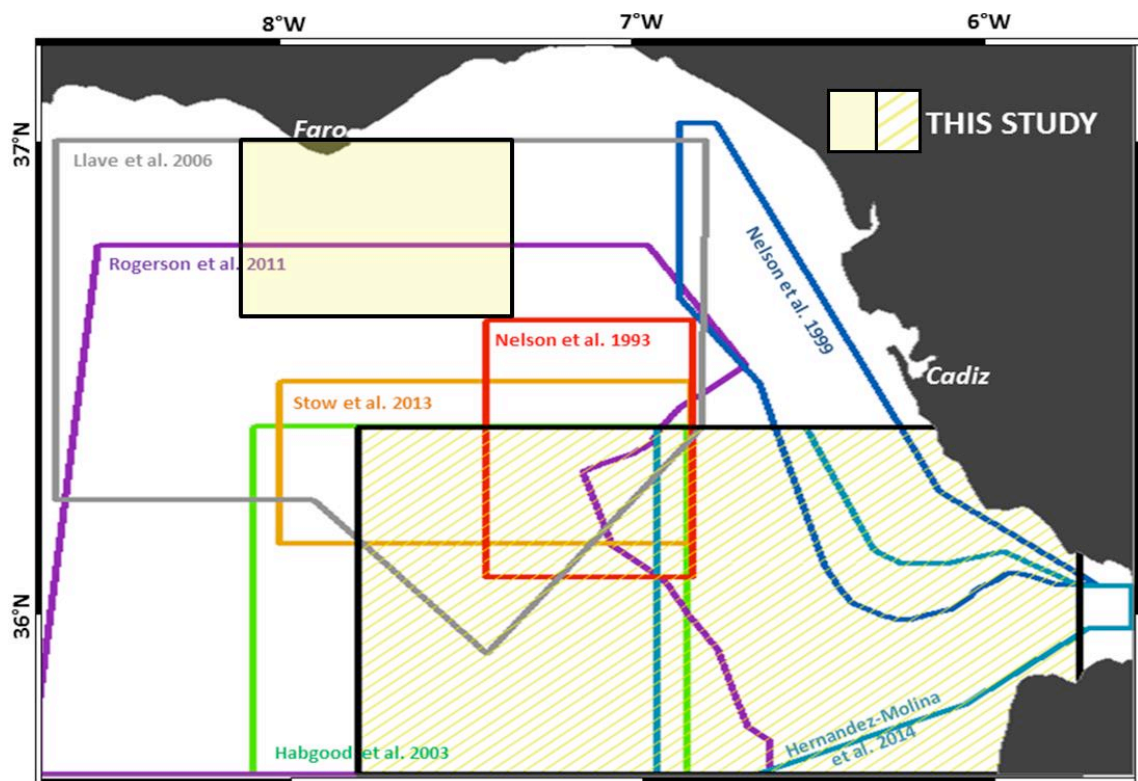 8°W
7°W
6°W
37°N
36°N
Faro
THIS STUDY
Llave et al. 2006
Rogerson et al. 2011
Nelson et al. 1999
Nelson et al. 1993
Cadiz
Stow et al. 2013
Hernandez-Molina
et al. 2014
Habgood et al. 2003